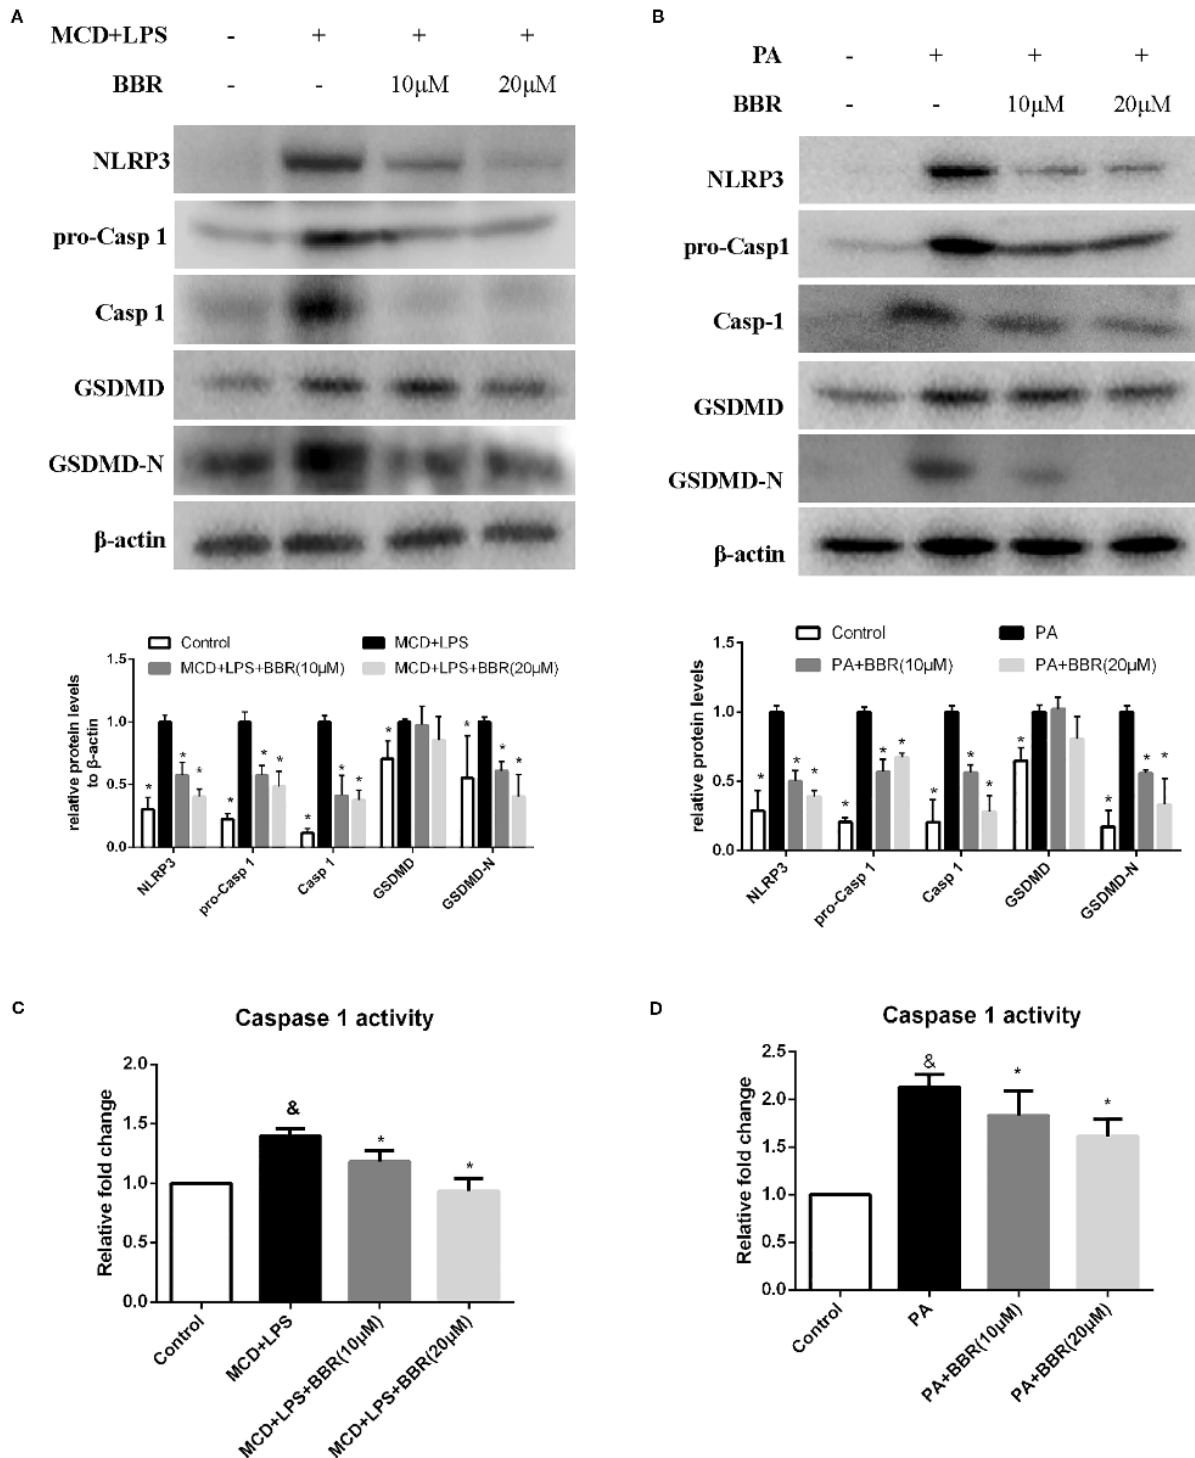 A
MCD+LPS - + + +
BBR - - 10μM 20μM
NLRP3
pro-Casp 1
Casp 1
GSDMD
GSDMD-N
β-actin
Control MCD+LPS
MCD+LPS+BBR(10μM) MCD+LPS+BBR(20μM)
relative protein levels
to β-actin
1.5
1.0
0.5
0.0
* * * * * * * * * * * * *
NLRP3 pro-Casp 1 Casp 1 GSDMD GSDMD-N
B
PA - + + +
BBR - - 10μM 20μM
NLRP3
pro-Casp1
Casp-1
GSDMD
GSDMD-N
β-actin
Control PA
PA+BBR(10μM) PA+BBR(20μM)
relative protein levels
1.5
1.0
0.5
0.0
* * * * * * * * * * * * *
NLRP3 pro-Casp 1 Casp 1 GSDMD GSDMD-N
C
Caspase 1 activity
Relative fold change
2.0
1.5
1.0
0.5
0.0
& * *
Control MCD+LPS MCD+LPS+BBR(10μM) MCD+LPS+BBR(20μM)
D
Caspase 1 activity
Relative fold change
2.5
2.0
1.5
1.0
0.5
0.0
& * *
Control PA PA+BBR(10μM) PA+BBR(20μM)